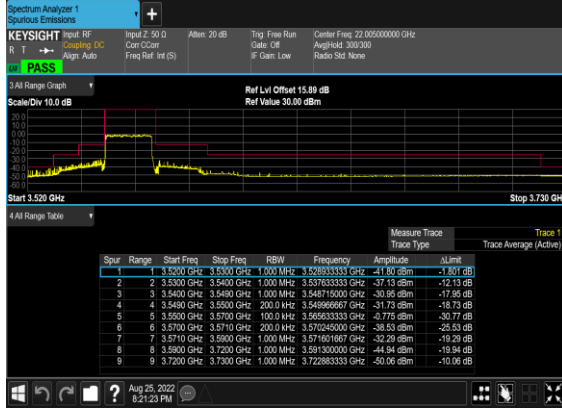 Spectrum Analyzer 1
Spurious Emissions
+
KEYSIGHT Input: RF Input Z: 50 Ω Atten: 20 dB Trig: Free Run Center Freq: 22.005000000 GHz
R T Coupling: DC Corr CCorr Gate: Off Avg|Hold: 300/300
Align: Auto Freq Ref: Int (S) IF Gain: Low Radio Std: None
PASS
3 All Range Graph
Ref Lvl Offset 15.89 dB
Scale/Div 10.0 dB Ref Value 30.00 dBm
20.0
10.0
0.00
-10.0
-20.0
-30.0
-40.0
-50.0
-60.0
Start 3.520 GHz Stop 3.730 GH
4 All Range Table
Measure Trace Trace 1
Trace Type Trace Average (Active)
Spur Range Start Freq Stop Freq RBW Frequency Amplitude ΔLimit
1 1 3.5200 GHz 3.5300 GHz 1.000 MHz 3.528933333 GHz -41.80 dBm -1.801 dB
2 2 3.5300 GHz 3.5400 GHz 1.000 MHz 3.537633333 GHz -37.13 dBm -12.13 dB
3 3 3.5400 GHz 3.5490 GHz 1.000 MHz 3.548715000 GHz -30.95 dBm -17.95 dB
4 4 3.5490 GHz 3.5500 GHz 200.0 kHz 3.549966667 GHz -31.73 dBm -18.73 dB
5 5 3.5500 GHz 3.5700 GHz 100.0 kHz 3.565633333 GHz -0.775 dBm -30.77 dB
6 6 3.5700 GHz 3.5710 GHz 200.0 kHz 3.570245000 GHz -38.53 dBm -25.53 dB
7 7 3.5710 GHz 3.5900 GHz 1.000 MHz 3.571601667 GHz -32.29 dBm -19.29 dB
8 8 3.5900 GHz 3.7200 GHz 1.000 MHz 3.591300000 GHz -44.94 dBm -19.94 dB
9 9 3.7200 GHz 3.7300 GHz 1.000 MHz 3.722883333 GHz -50.06 dBm -10.06 dB
? Aug 25, 2022
8:21:23 PM